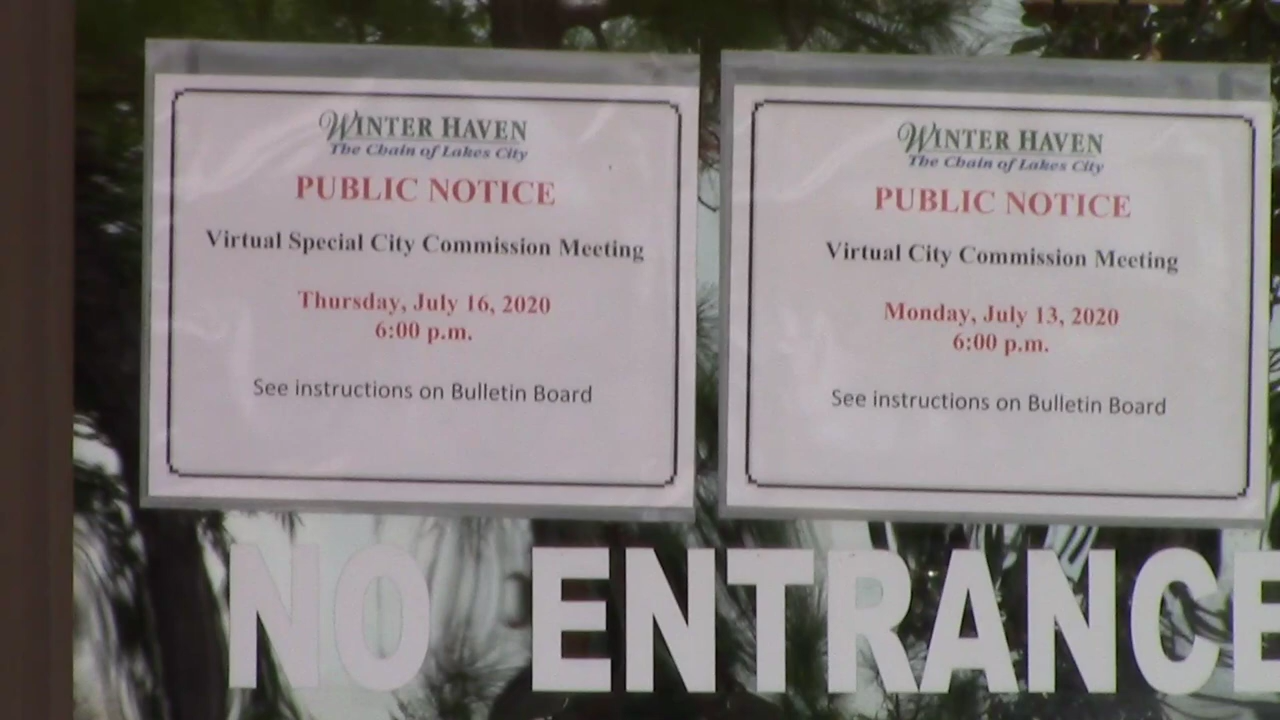 WINTER HAVEN
The Chain of Lakes City
PUBLIC NOTICE
Virtual Special City Commission Meeting
Thursday, July 16, 2020
6:00 p.m.
See instructions on Bulletin Board
WINTER HAVEN
The Chain of Lakes City
PUBLIC NOTICE
Virtual City Commission Meeting
Monday, July 13, 2020
6:00 p.m.
See instructions on Bulletin Board
NO ENTRANCE